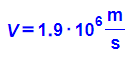 V = 1.9 · 10⁶ m/s